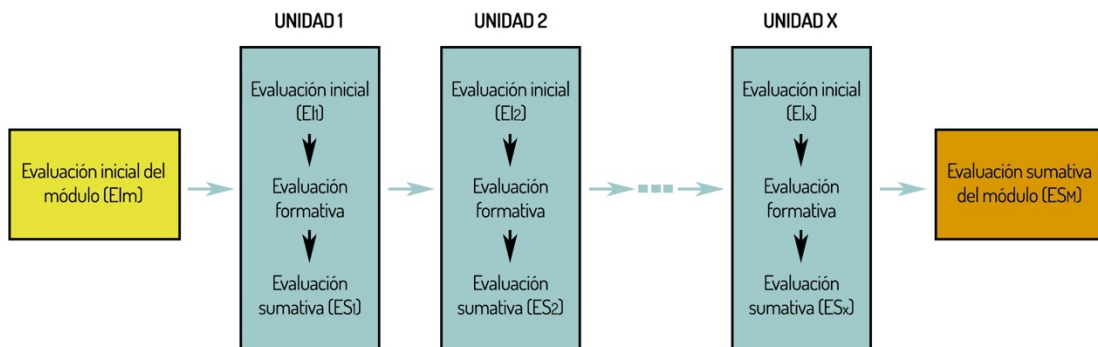 UNIDAD 1
UNIDAD 2
UNIDAD X
Evaluación inicial del
módulo (EIm)
Evaluación inicial
(EI1)
Evaluación
formativa
Evaluación
sumativa (ES1)
Evaluación inicial
(EI2)
Evaluación
formativa
Evaluación
sumativa (ES2)
Evaluación inicial
(EIx)
Evaluación
formativa
Evaluación
sumativa (ESx)
Evaluación sumativa
del módulo (ESM)